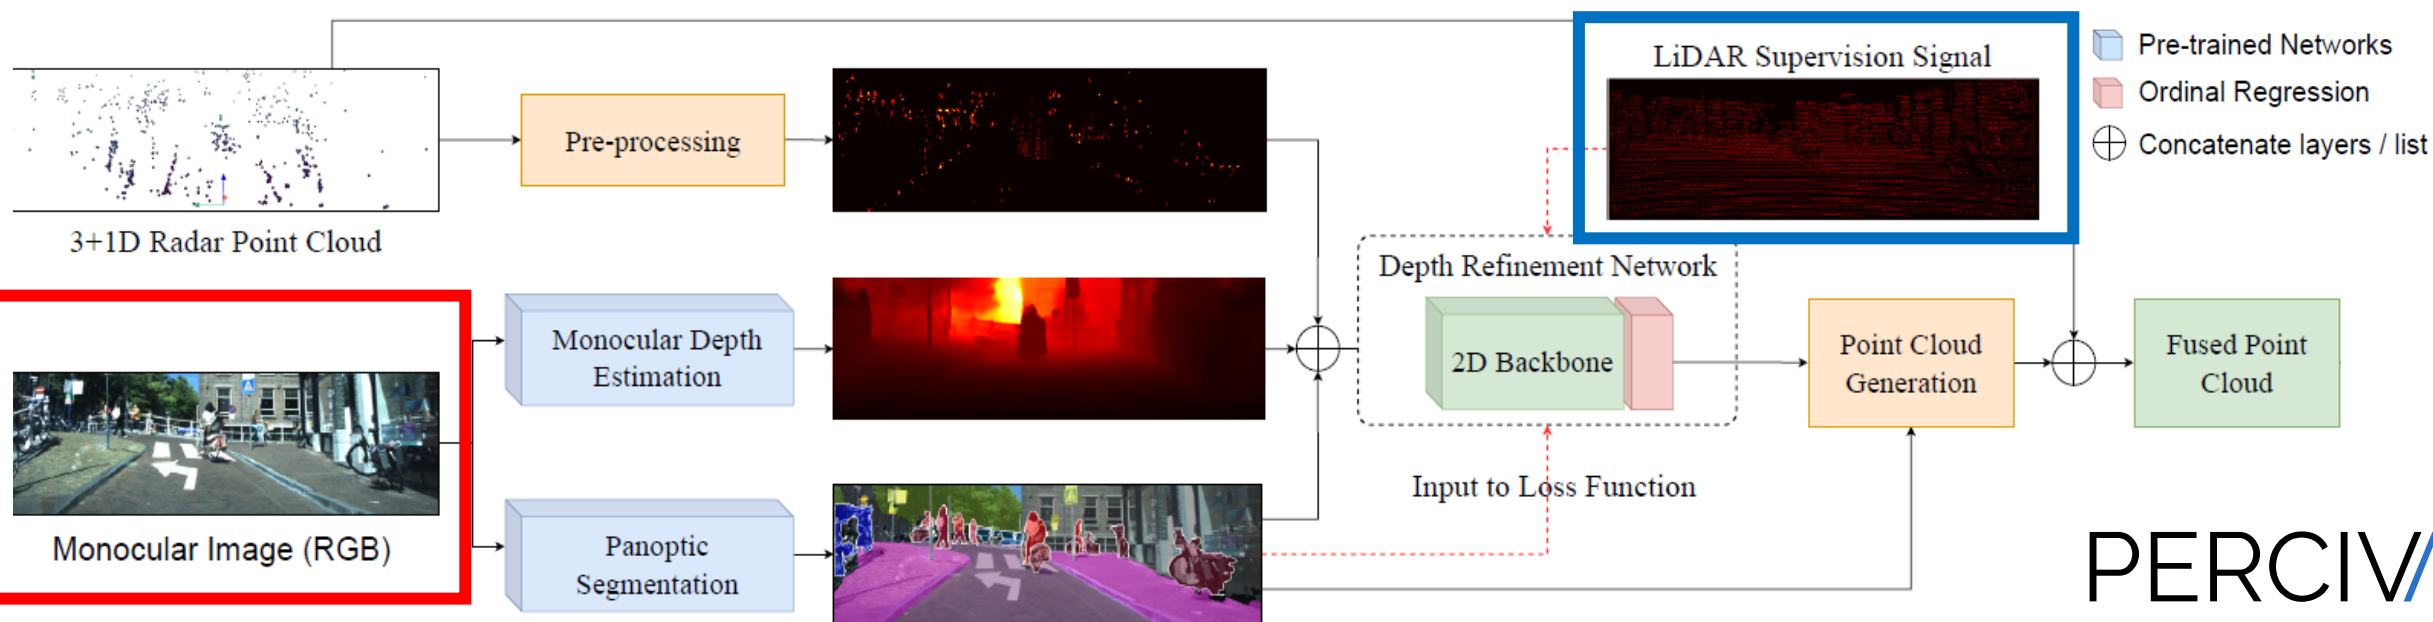 LiDAR Supervision Signal
Pre-trained Networks
Ordinal Regression
Concatenate layers / list
Pre-processing
3+1D Radar Point Cloud
Depth Refinement Network
Monocular Depth
Estimation
2D Backbone
Point Cloud
Generation
Fused Point
Cloud
Input to Loss Function
Monocular Image (RGB)
Panoptic
Segmentation
PERCIV